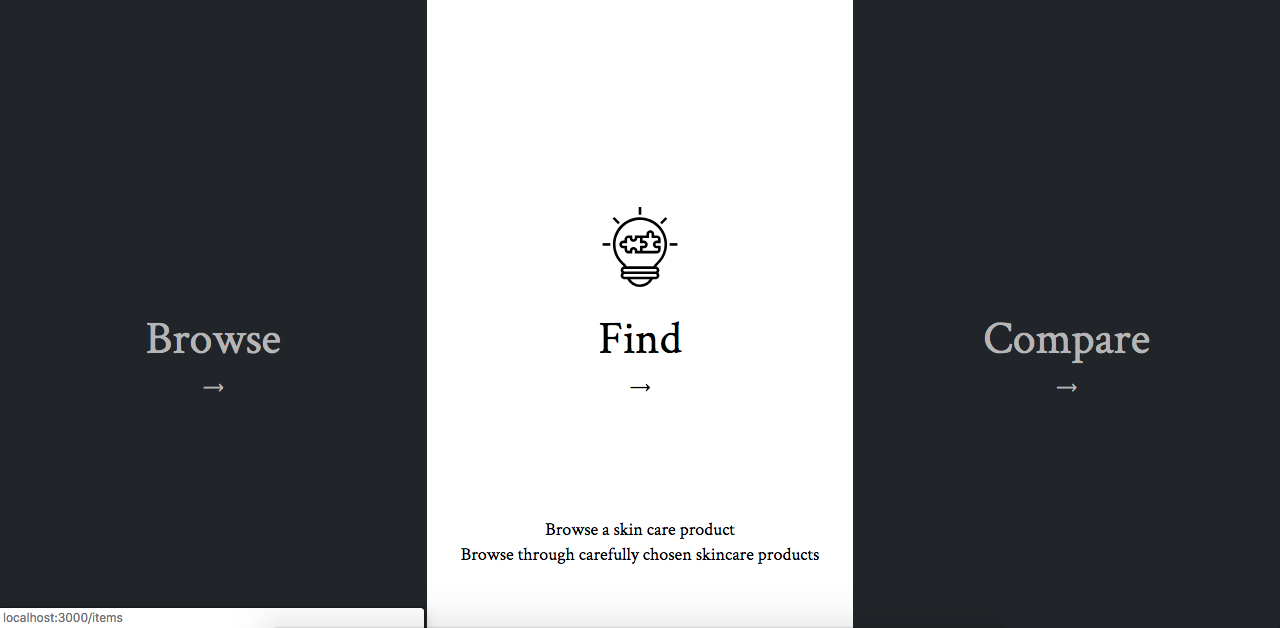 Browse
→
Find
→
Compare
→
Browse a skin care product
Browse through carefully chosen skincare products
localhost:3000/items